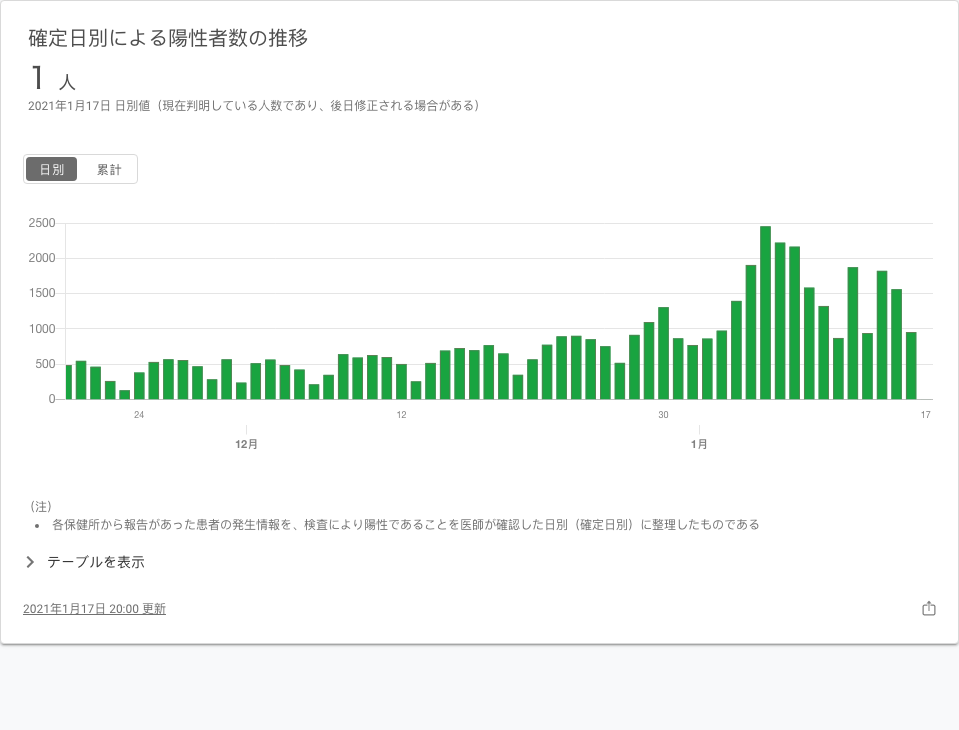 確定日別による陽性者数の推移
1 人
2021年1月17日 日別値（現在判明している人数であり、後日修正される場合がある）
日別 累計
2500
2000
1500
1000
500
0
24 12 30 17
12月 1月
（注）
• 各保健所から報告があった患者の発生情報を、検査により陽性であることを医師が確認した日別（確定日別）に整理したものである
テーブルを表示
2021年1月17日 20:00 更新